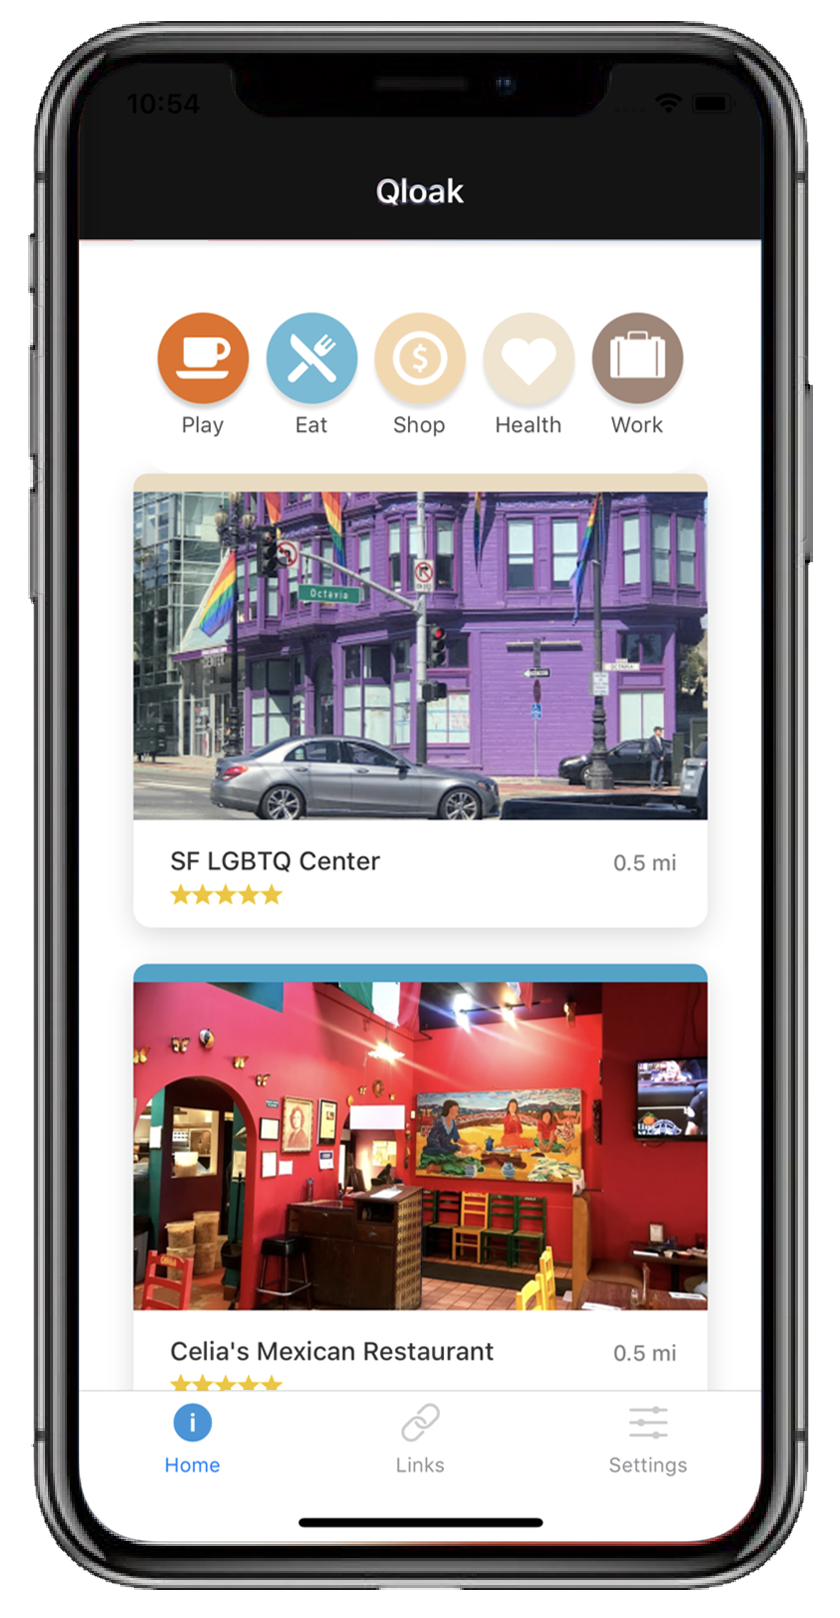 10:54
Qloak
Play
Eat
Shop
Health
Work
Octavia
CENTER
SF LGBTQ Center
0.5 mi
Celia's Mexican Restaurant
0.5 mi
Home
Links
Settings